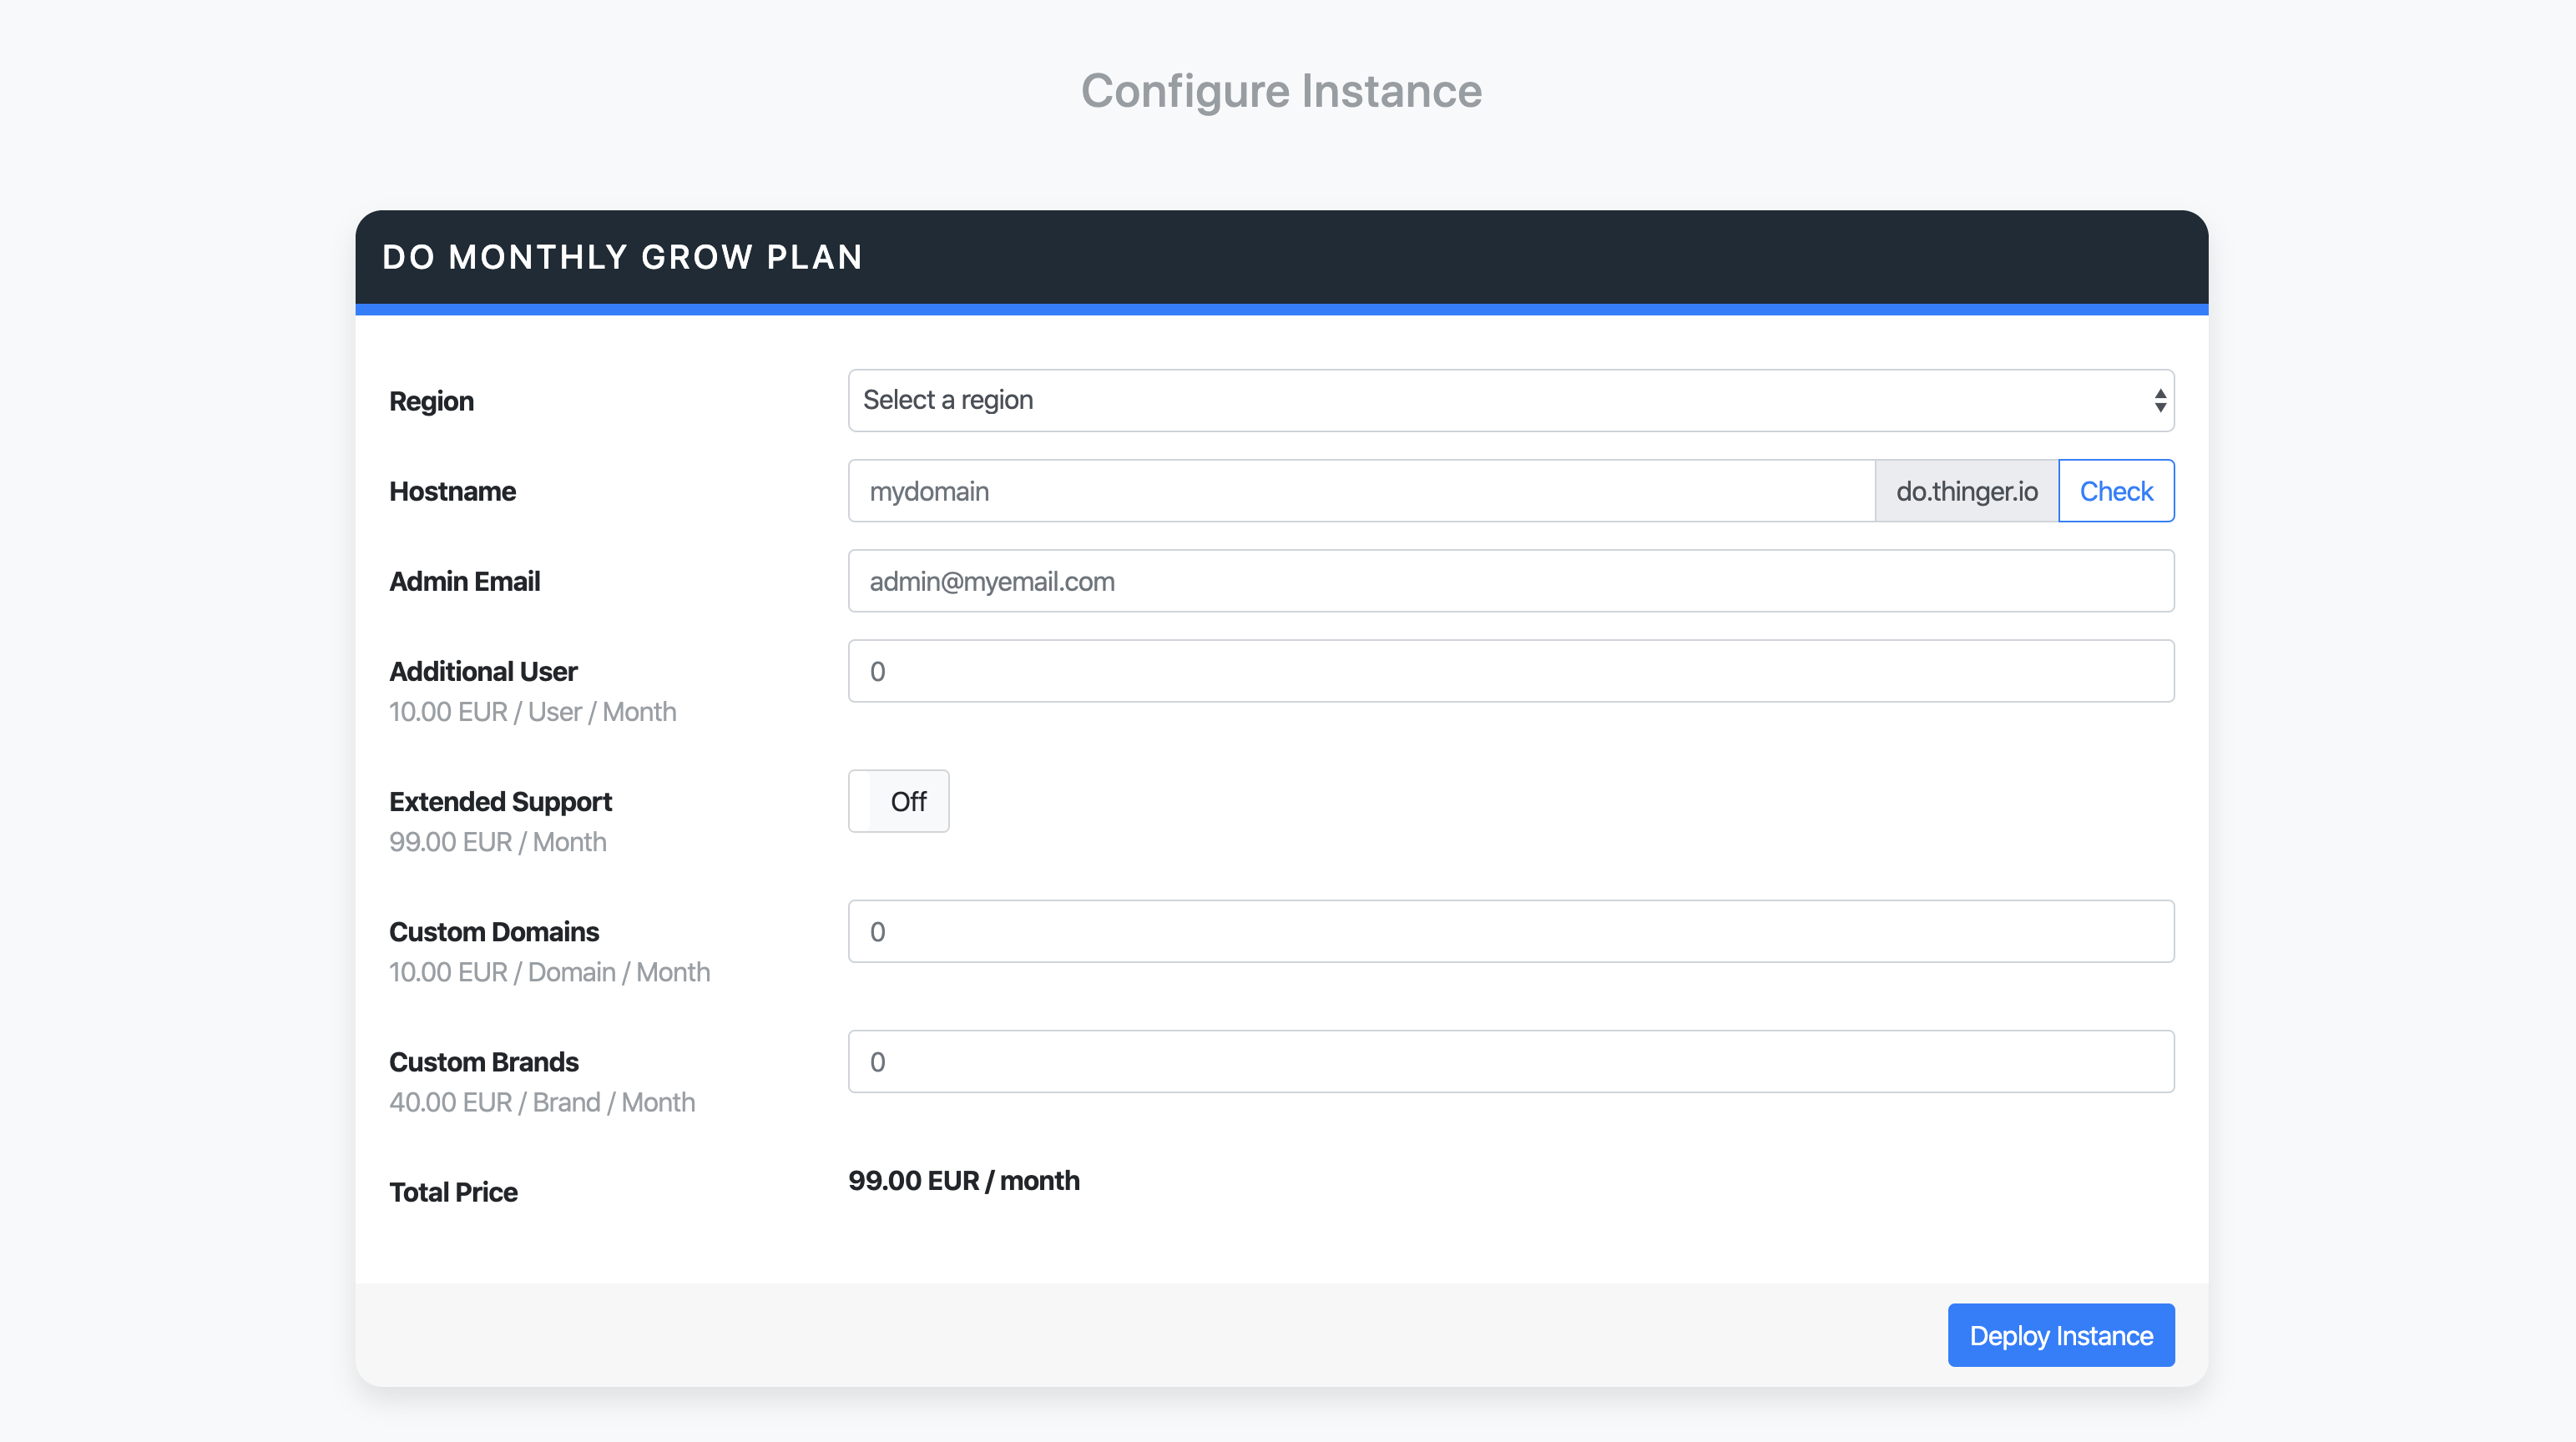 Configure Instance
DO MONTHLY GROW PLAN
Region
Select a region
Hostname
mydomain
do.thinger.io
Check
Admin Email
admin@myemail.com
Additional User
10.00 EUR / User / Month
0
Extended Support
99.00 EUR / Month
Off
Custom Domains
10.00 EUR / Domain / Month
0
Custom Brands
40.00 EUR / Brand / Month
0
Total Price
99.00 EUR / month
Deploy Instance